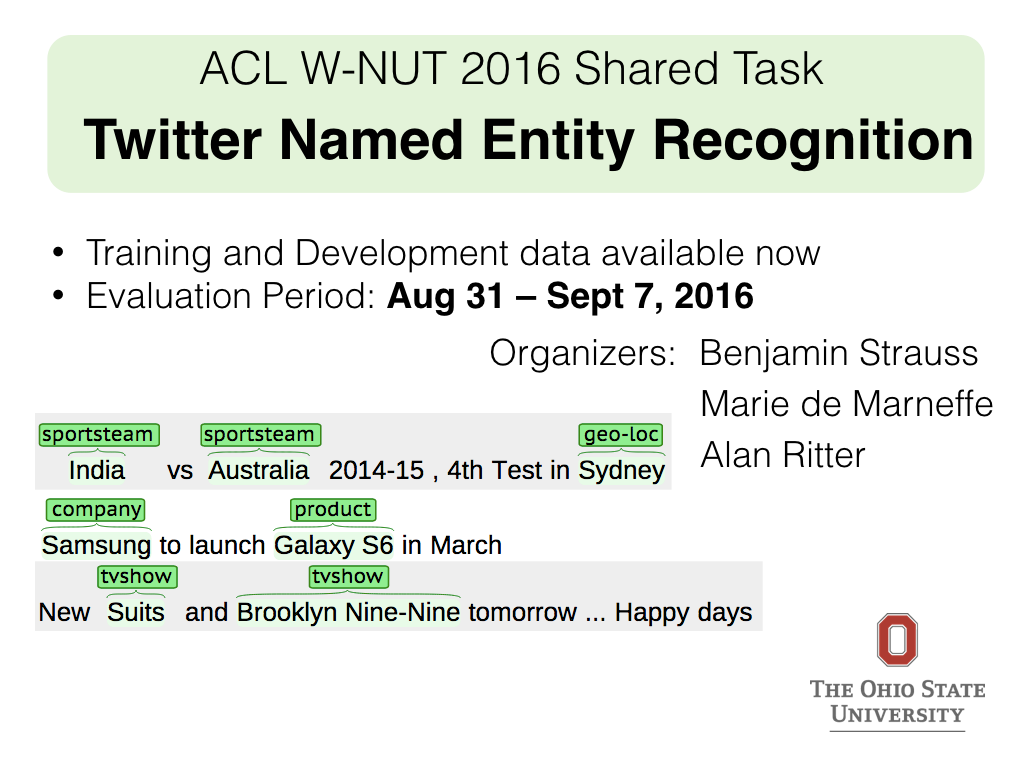 ACL W-NUT 2016 Shared Task
Twitter Named Entity Recognition
• Training and Development data available now
• Evaluation Period: Aug 31 – Sept 7, 2016
Organizers: Benjamin Strauss
Marie de Marneffe
Alan Ritter
sportsteam sportsteam geo-loc
India vs Australia 2014-15 , 4th Test in Sydney
company product
Samsung to launch Galaxy S6 in March
tvshow tvshow
New Suits and Brooklyn Nine-Nine tomorrow ... Happy days
THE OHIO STATE
UNIVERSITY